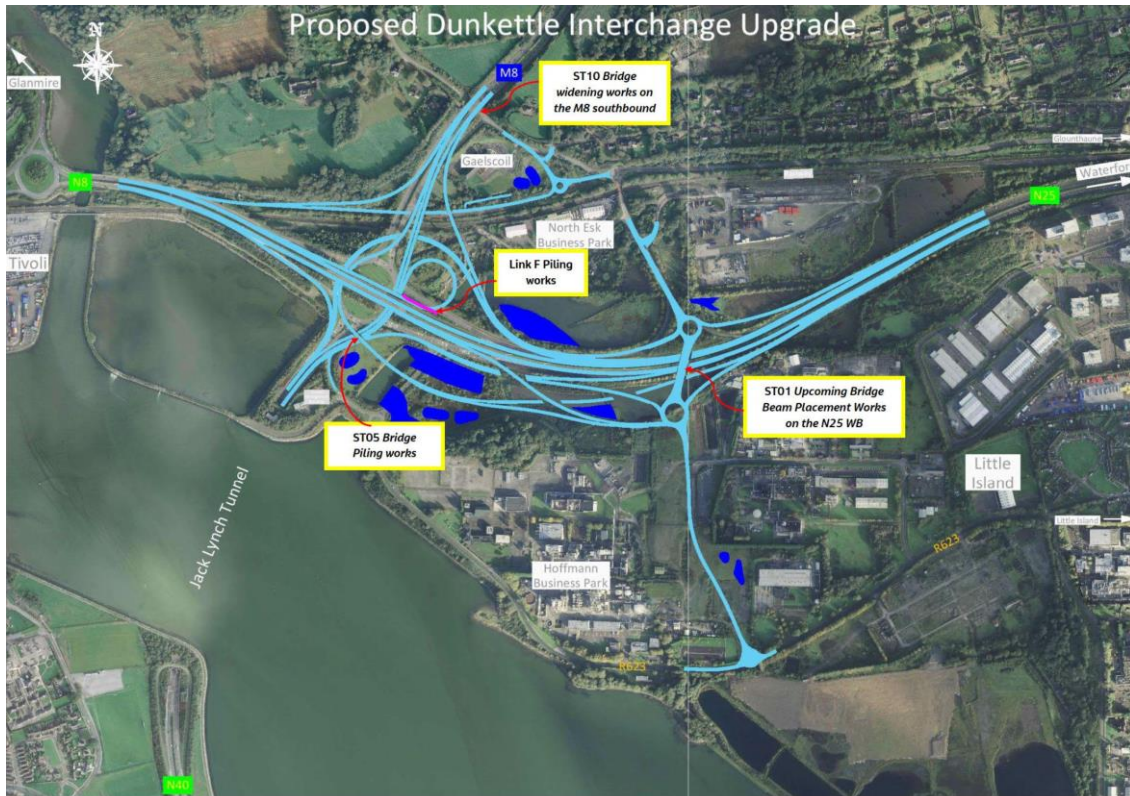 Proposed Dunkettle Interchange Upgrade
N
Glanmire
M8
ST10 Bridge
widening works on
the M8 southbound
Glounthaune
Gaelscoil
Waterfor
N8
N25
North Esk
Business Park
Tivoli
Link F Piling
works
ST01 Upcoming Bridge
Beam Placement Works
on the N25 WB
ST05 Bridge
Piling works
Little
Island
Little Island
Jack Lynch Tunnel
R623
Hoffmann
Business Park
R623
N40